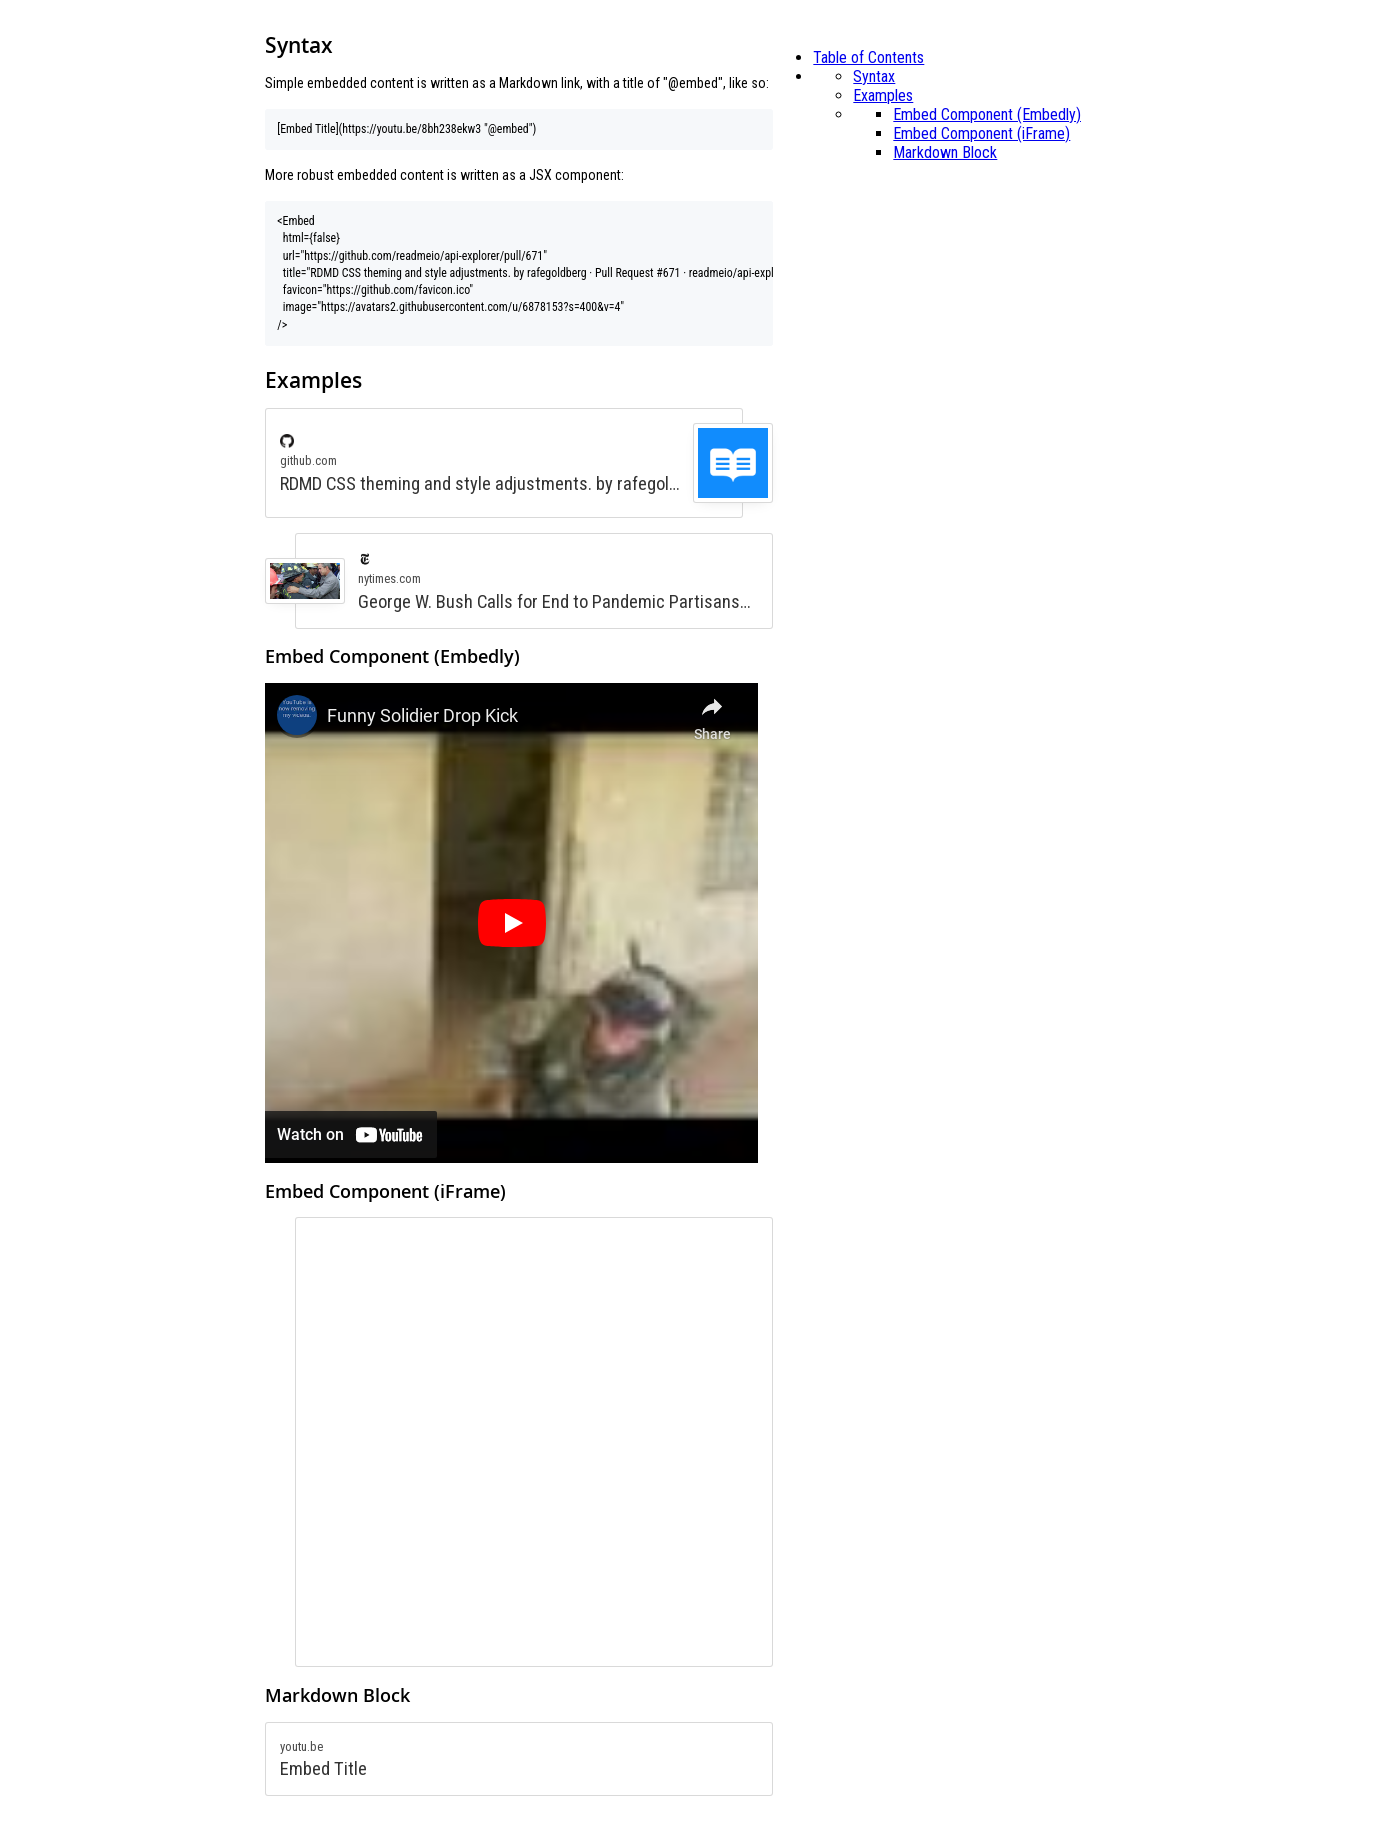 Syntax
Simple embedded content is written as a Markdown link, with a title of "@embed", like so:
[Embed Title](https://youtu.be/8bh238ekw3 "@embed")
More robust embedded content is written as a JSX component:
<Embed
  html={false}
  url="https://github.com/readmeio/api-explorer/pull/671"
  title="RDMD CSS theming and style adjustments. by rafegoldberg · Pull Request #671 · readmeio/api-expl
  favicon="https://github.com/favicon.ico"
  image="https://avatars2.githubusercontent.com/u/6878153?s=400&v=4"
/>
Examples
github.com
RDMD CSS theming and style adjustments. by rafegol...
nytimes.com
George W. Bush Calls for End to Pandemic Partisans...
Embed Component (Embedly)
YouTube is
now removing
my videos.
Funny Solidier Drop Kick
Share
Watch on YouTube
Embed Component (iFrame)
Markdown Block
youtu.be
Embed Title
Table of Contents
Syntax
Examples
Embed Component (Embedly)
Embed Component (iFrame)
Markdown Block